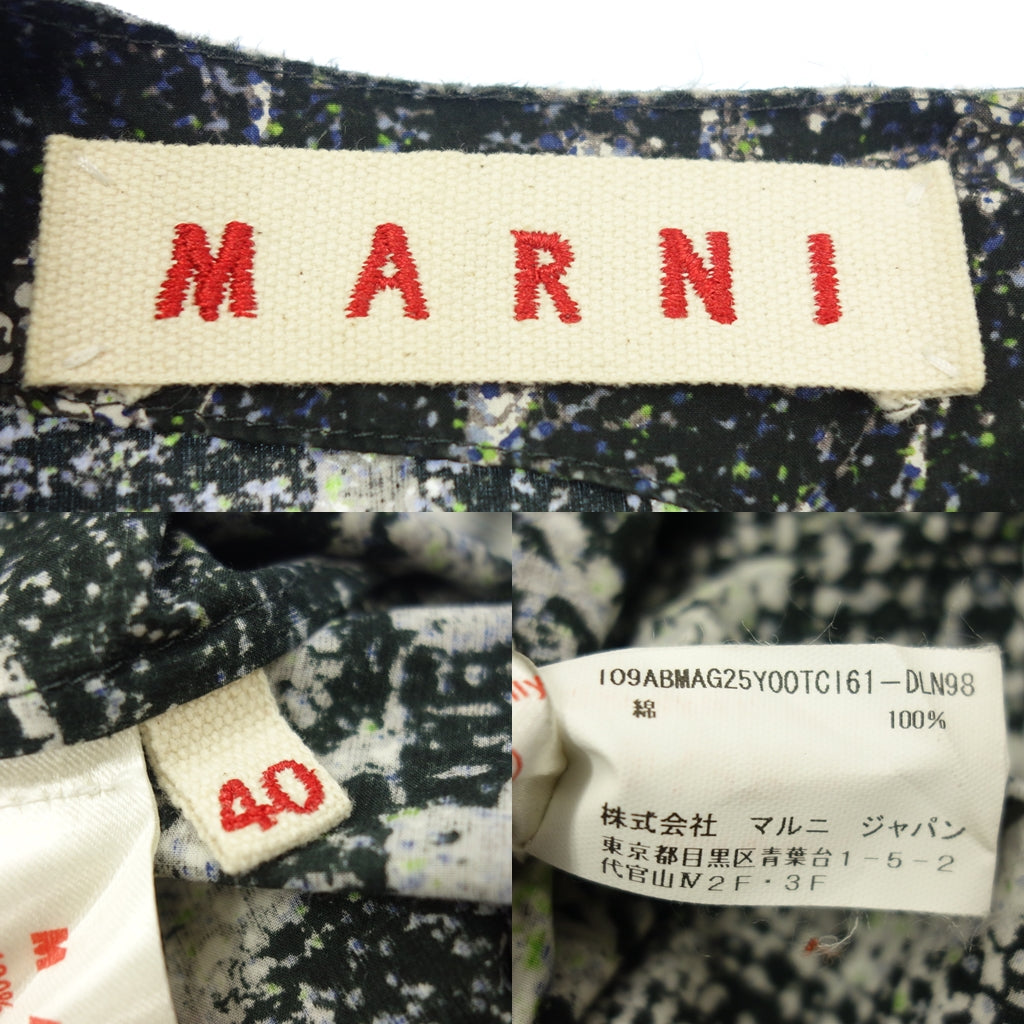 MARNI
40
109ABMAG25Y00TC161-DLN98
綿 100%
株式会社 マルニ ジャパン
東京都目黒区青葉台1-5-2
代官山Ⅳ2F・3F
M